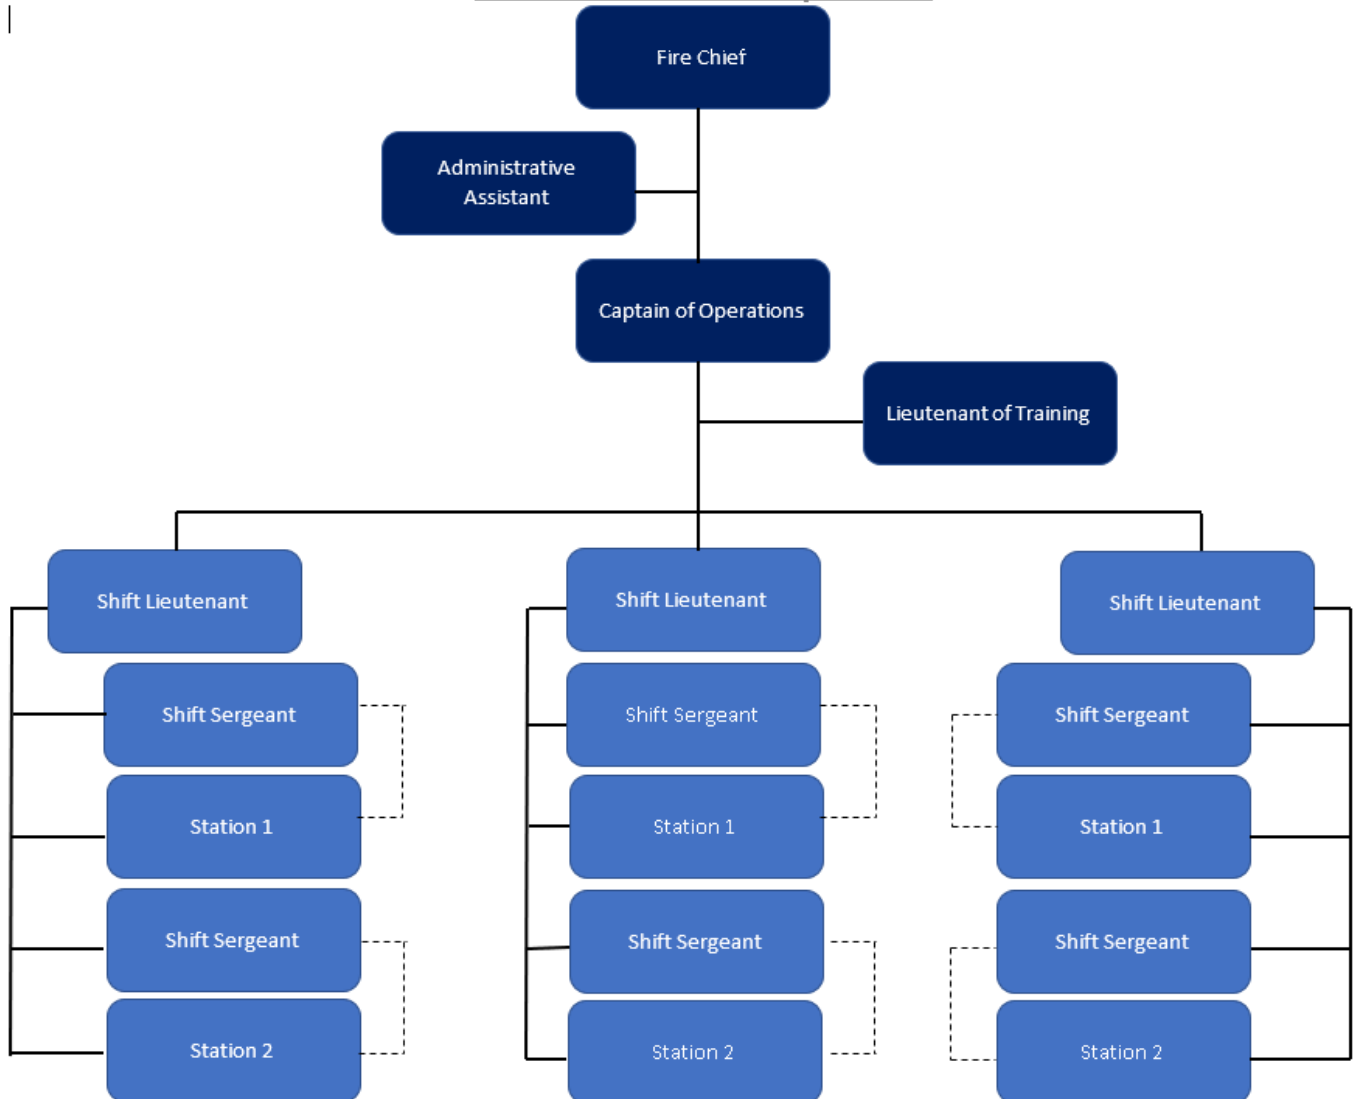 Fire Chief
Administrative
Assistant
Captain of Operations
Lieutenant of Training
Shift Lieutenant
Shift Sergeant
Station 1
Shift Sergeant
Station 2
Shift Lieutenant
Shift Sergeant
Station 1
Shift Sergeant
Station 2
Shift Lieutenant
Shift Sergeant
Station 1
Shift Sergeant
Station 2